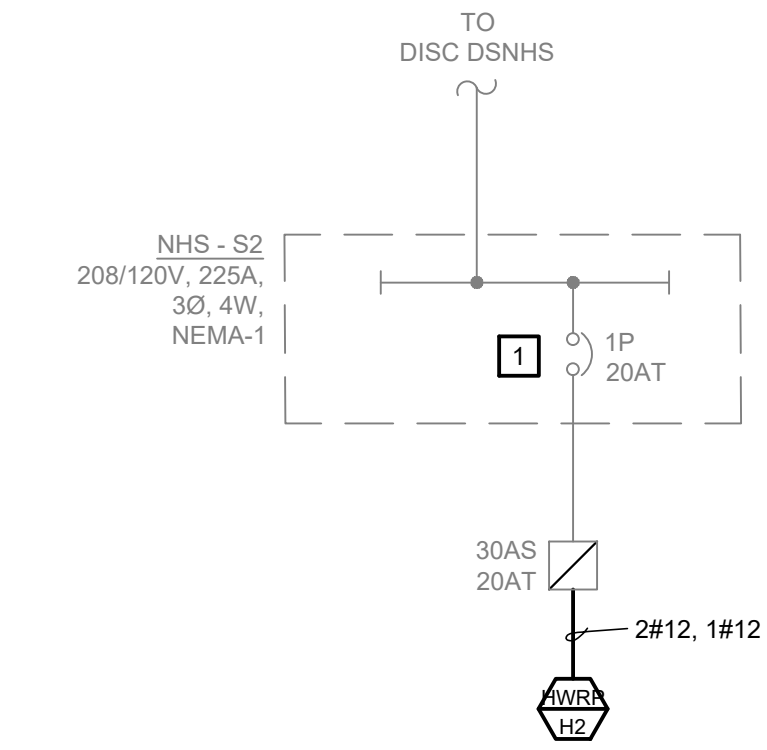 TO
DISC DSNHS
NHS - S2
208/120V, 225A,
3Ø, 4W,
NEMA-1
1
1P
20AT
30AS
20AT
2#12, 1#12
HWRP
H2